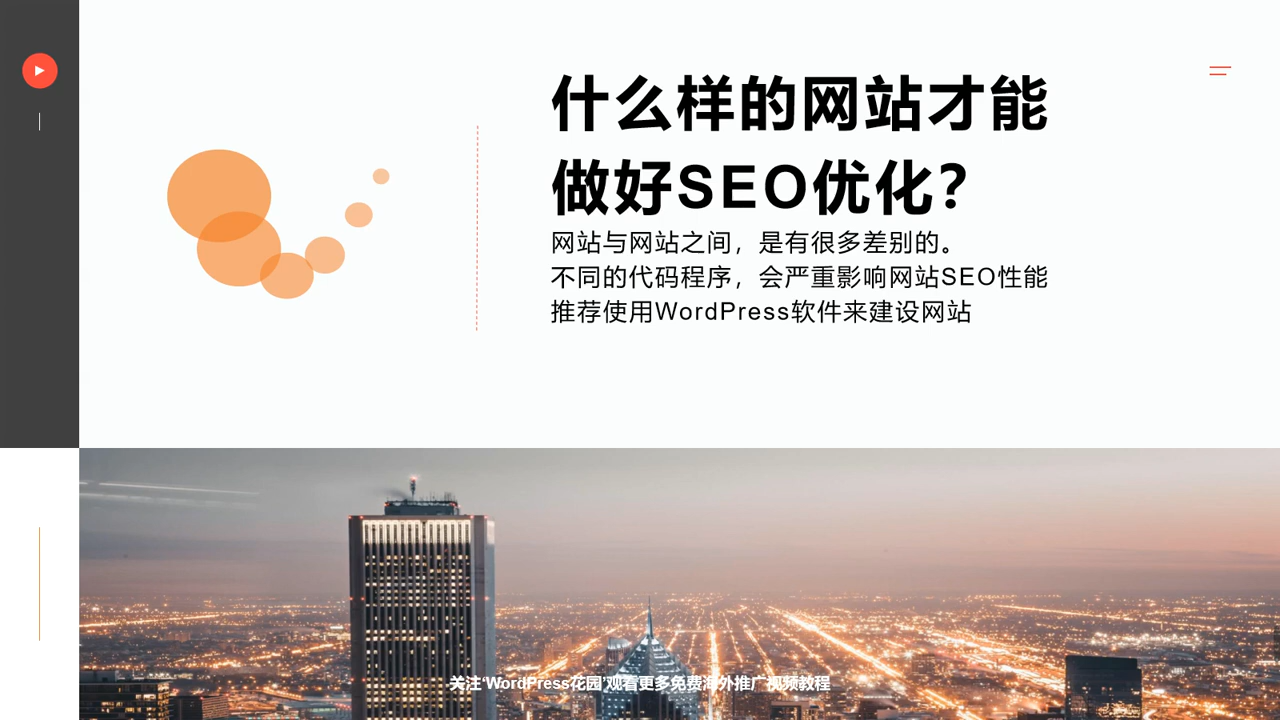 什么样的网站才能
做好SEO优化？
网站与网站之间，是有很多差别的。
不同的代码程序，会严重影响网站SEO性能
推荐使用WordPress软件来建设网站
关注‘WordPress花园’观看更多免费海外推广视频教程